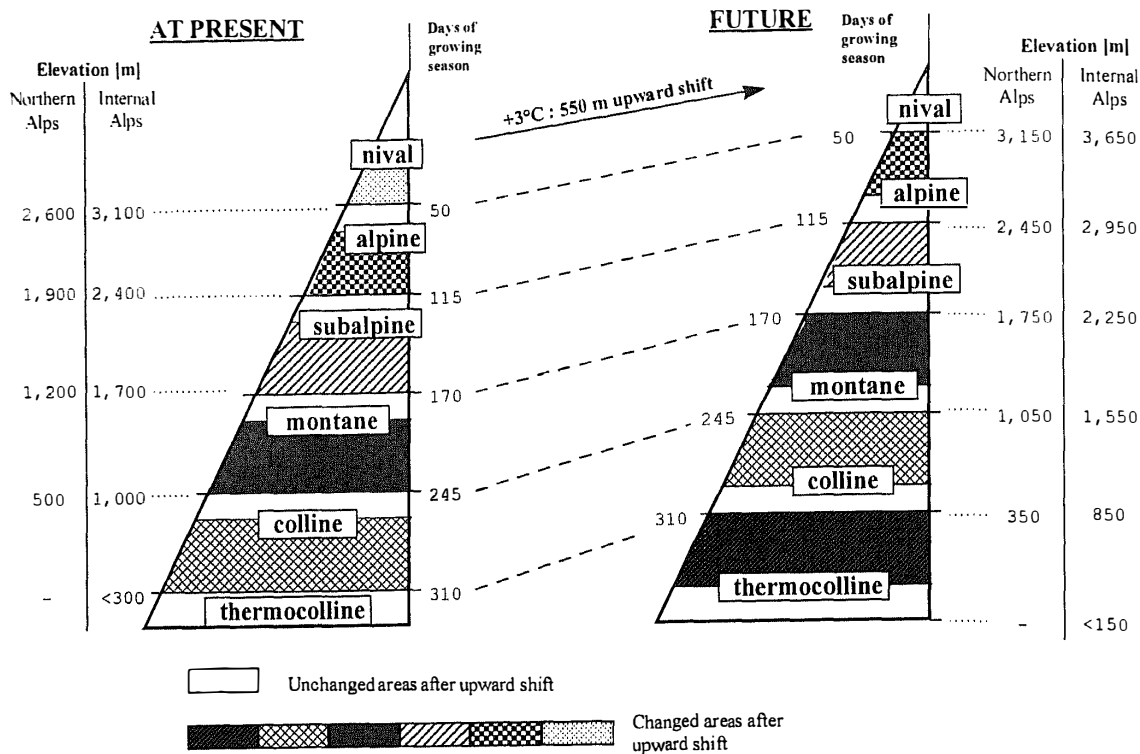 AT PRESENT
Days of
growing
season
Elevation |m|
Northern
Alps
Internal
Alps
nival
2,600
3,100
50
alpine
1,900
2,400
115
subalpine
1,200
1,700
170
montane
500
1,000
245
colline
–
<300
310
thermocolline
+3°C : 550 m upward shift
FUTURE
Days of
growing
season
Elevation |m|
Northern
Alps
Internal
Alps
nival
50
3,150
3,650
alpine
115
2,450
2,950
subalpine
170
1,750
2,250
montane
245
1,050
1,550
colline
310
350
850
thermocolline
–
<150
Unchanged areas after upward shift
Changed areas after
upward shift